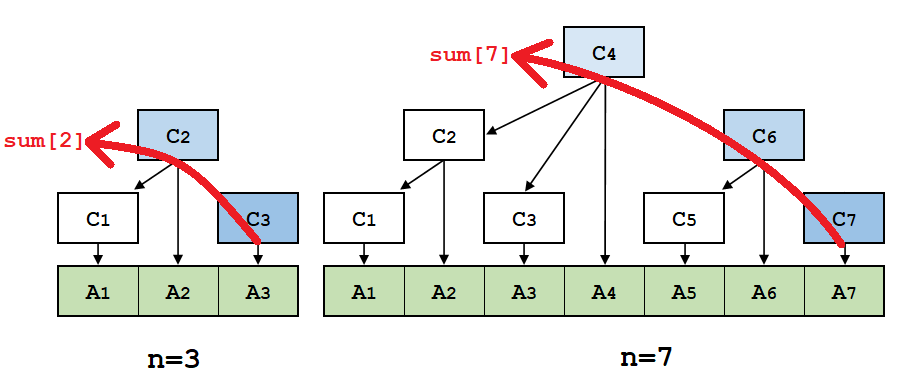 C4
sum[7]
C2
C2
C6
sum[2]
C1
C3
C1
C3
C5
C7
A1 A2 A3
A1 A2 A3 A4 A5 A6 A7
n=3
n=7